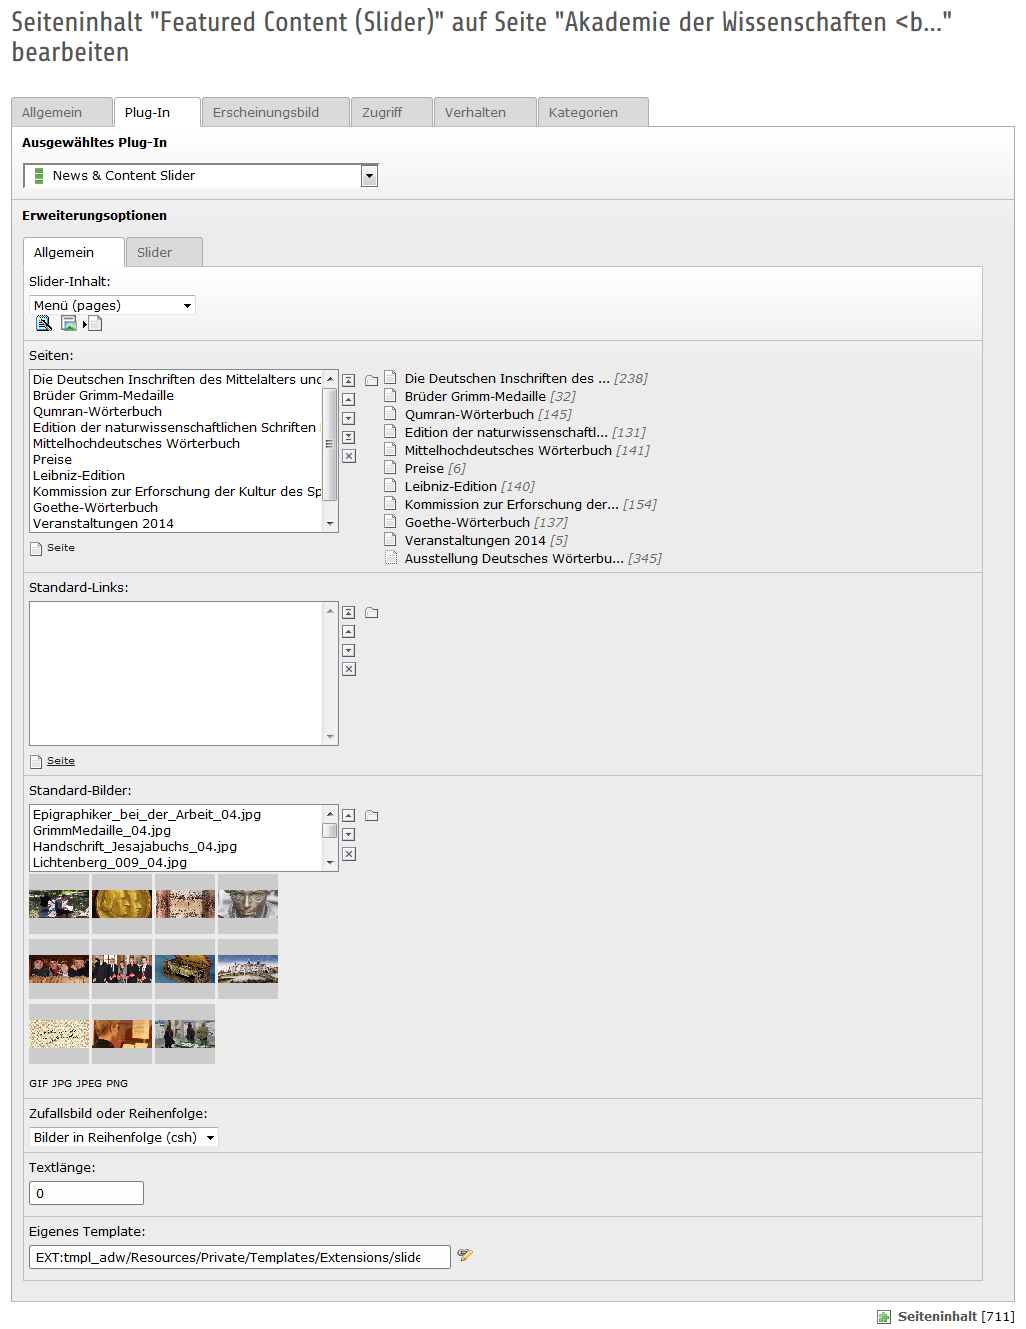 Seiteninhalt "Featured Content (Slider)" auf Seite "Akademie der Wissenschaften <b..."
bearbeiten
Allgemein Plug-In Erscheinungsbild Zugriff Verhalten Kategorien
Ausgewähltes Plug-In
News & Content Slider
Erweiterungsoptionen
Allgemein Slider
Slider-Inhalt:
Menü (pages)
Seiten:
Die Deutschen Inschriften des Mittelalters und
Brüder Grimm-Medaille
Qumran-Wörterbuch
Edition der naturwissenschaftlichen Schriften
Mittelhochdeutsches Wörterbuch
Preise
Leibniz-Edition
Kommission zur Erforschung der Kultur des Sp
Goethe-Wörterbuch
Veranstaltungen 2014
Die Deutschen Inschriften des ... [238]
Brüder Grimm-Medaille [32]
Qumran-Wörterbuch [145]
Edition der naturwissenschaftl... [131]
Mittelhochdeutsches Wörterbuch [141]
Preise [6]
Leibniz-Edition [140]
Kommission zur Erforschung der... [154]
Goethe-Wörterbuch [137]
Veranstaltungen 2014 [5]
Ausstellung Deutsches Wörterbu... [345]
Seite
Standard-Links:
Seite
Standard-Bilder:
Epigraphiker_bei_der_Arbeit_04.jpg
GrimmMedaille_04.jpg
Handschrift_Jesajabuchs_04.jpg
Lichtenberg_009_04.jpg
GIF JPG JPEG PNG
Zufallsbild oder Reihenfolge:
Bilder in Reihenfolge (csh)
Textlänge:
0
Eigenes Template:
EXT:tmpl_adw/Resources/Private/Templates/Extensions/slide
Seiteninhalt [711]